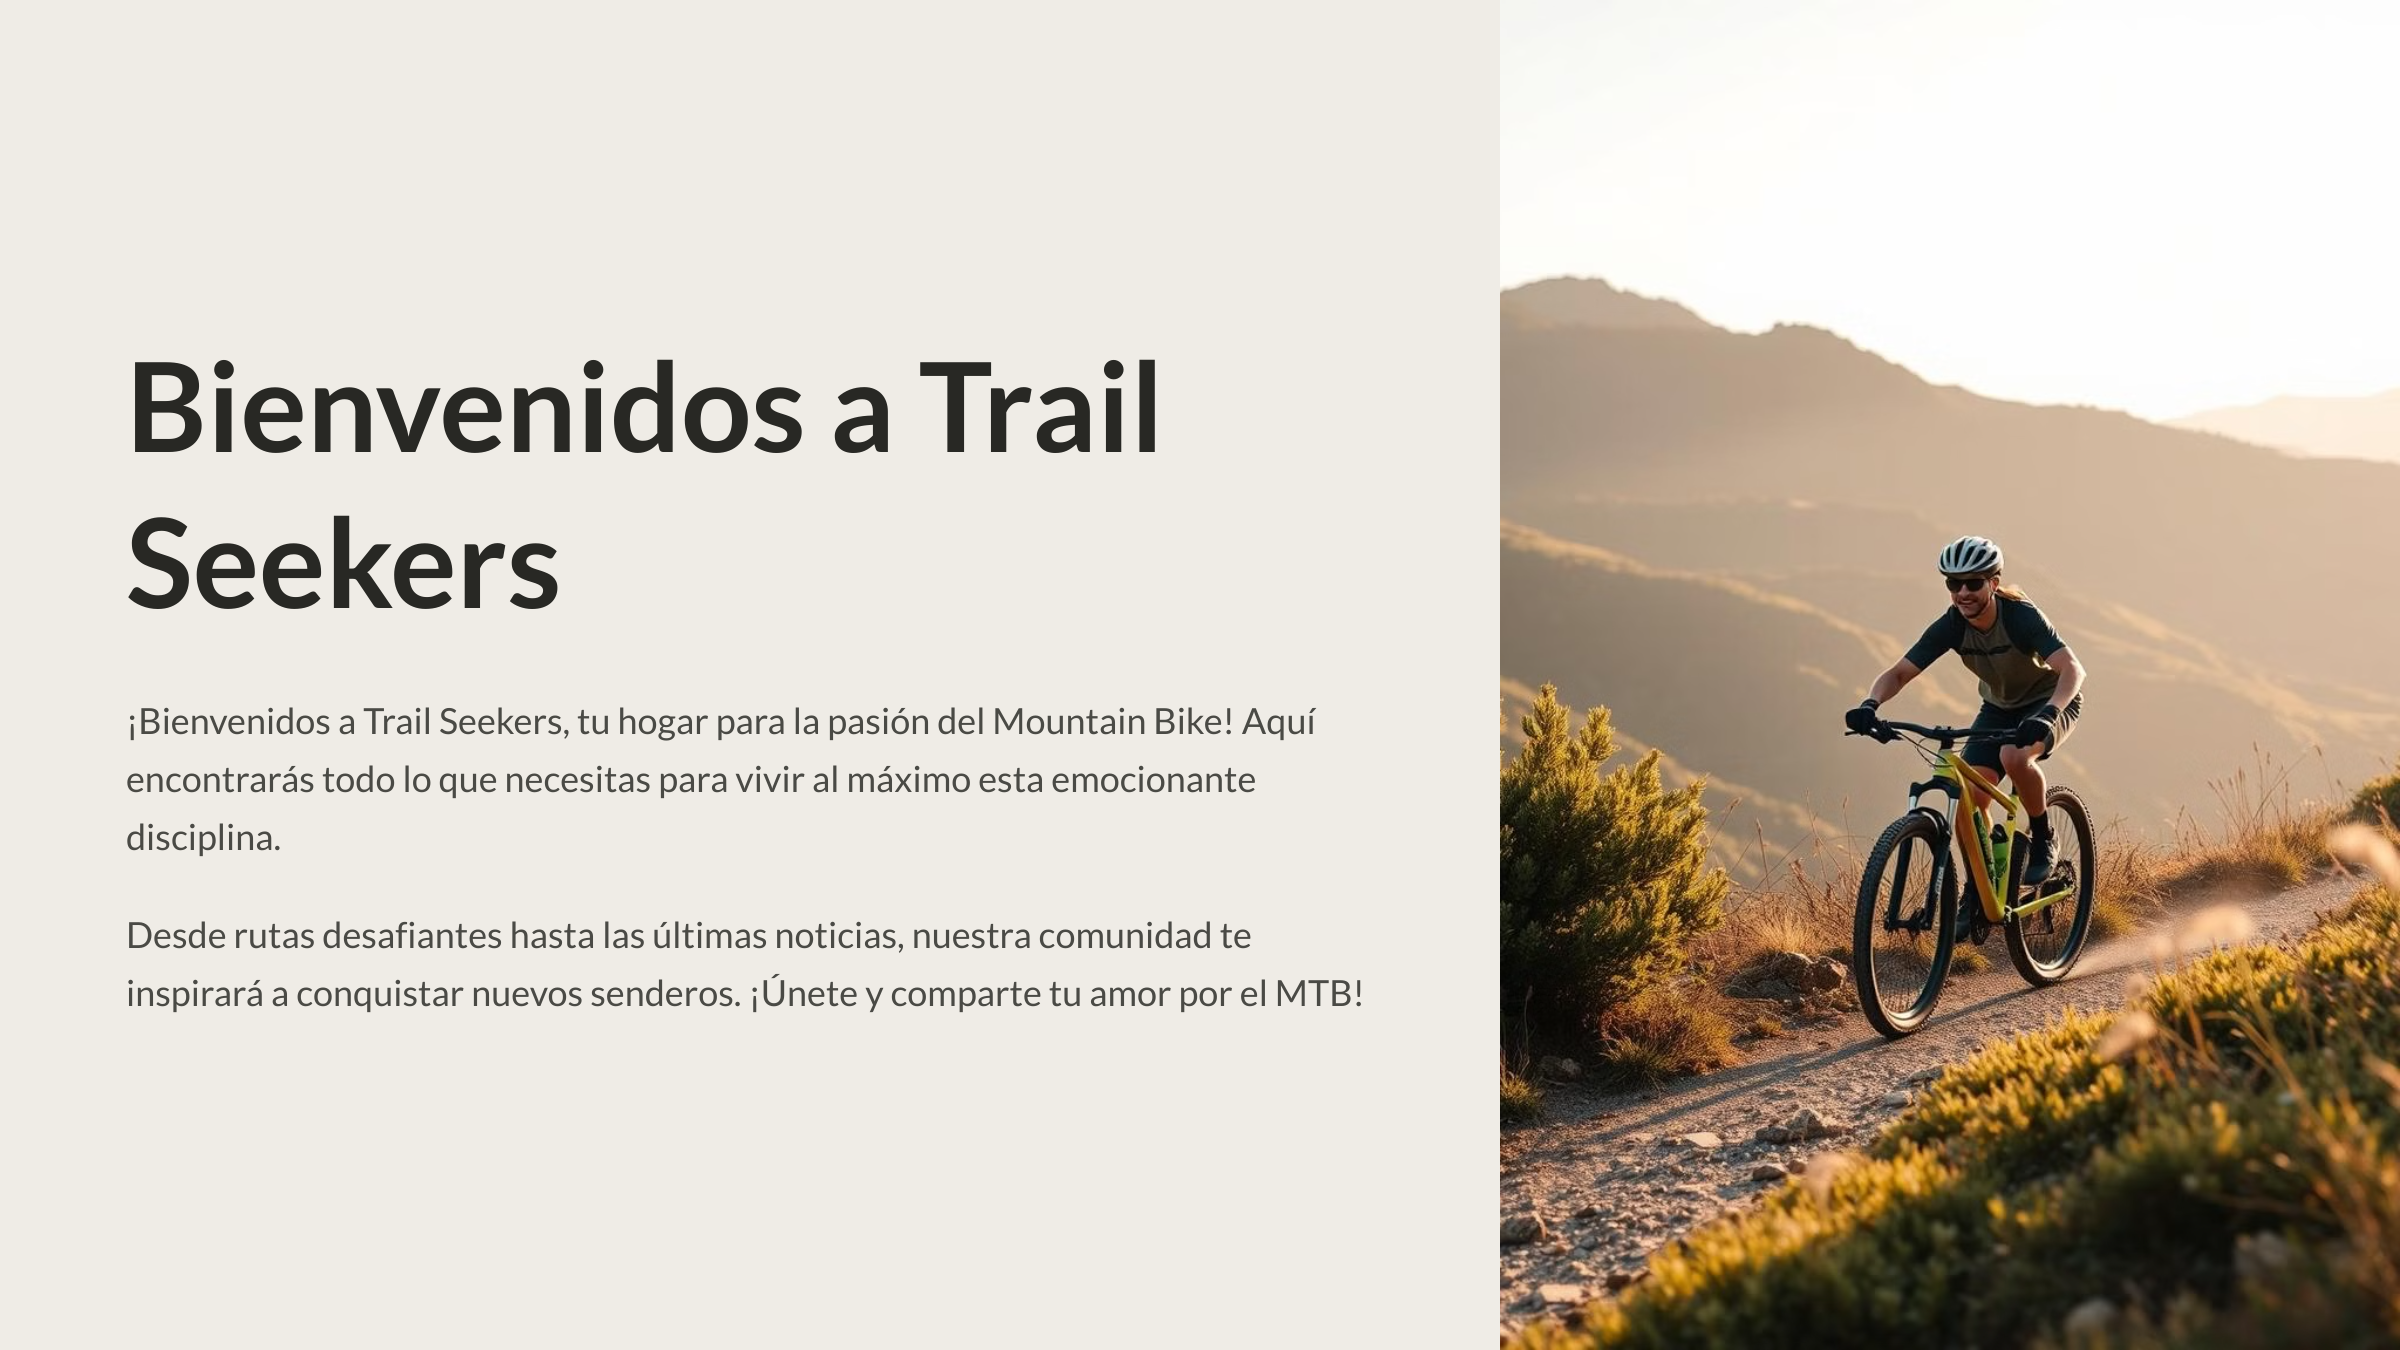 Bienvenidos a Trail
Seekers
¡Bienvenidos a Trail Seekers, tu hogar para la pasión del Mountain Bike! Aquí
encontrarás todo lo que necesitas para vivir al máximo esta emocionante
disciplina.
Desde rutas desafiantes hasta las últimas noticias, nuestra comunidad te
inspirará a conquistar nuevos senderos. ¡Únete y comparte tu amor por el MTB!